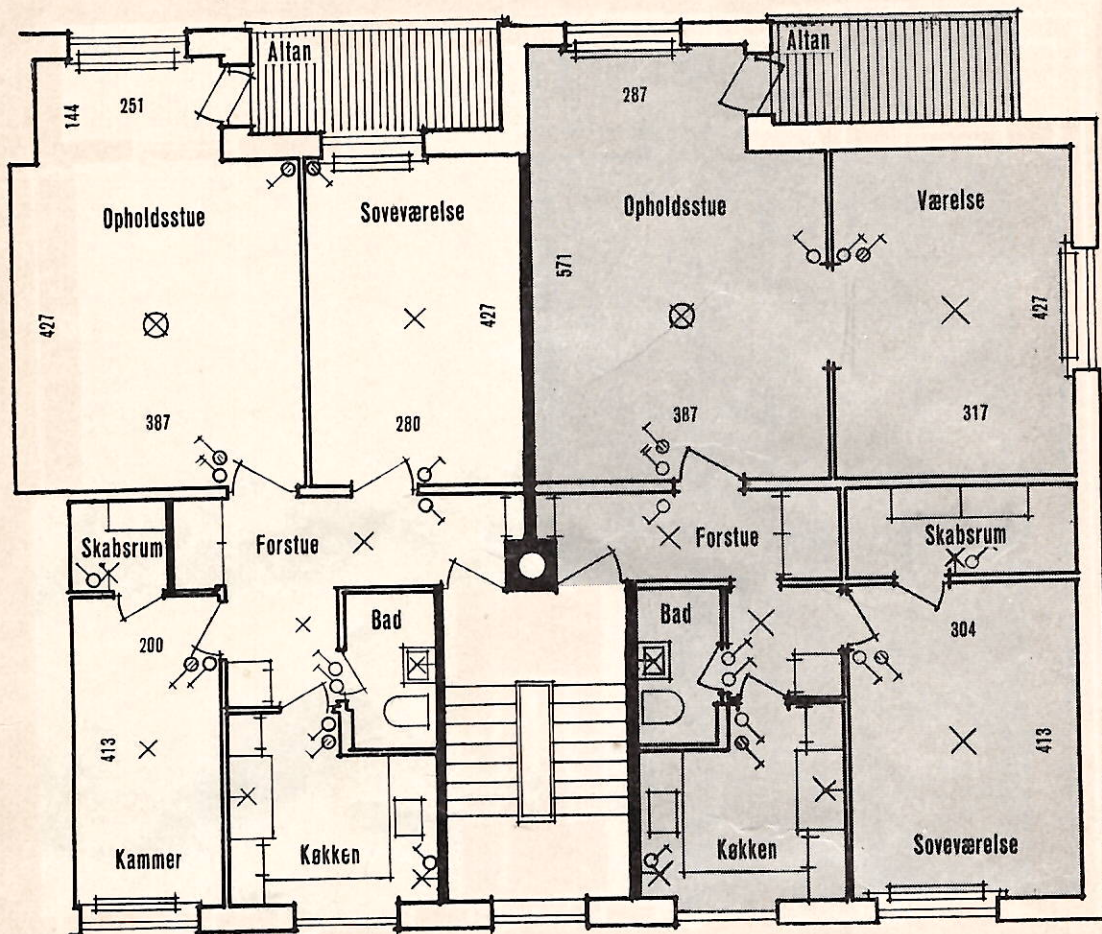 Altan
Altan
144
251
287
Opholdsstue
Soveværelse
Opholdsstue
Værelse
571
427
427
427
387
280
387
317
Skabsrum
Forstue
Forstue
Skabsrum
200
Bad
Bad
304
413
413
Kammer
Køkken
Køkken
Soveværelse